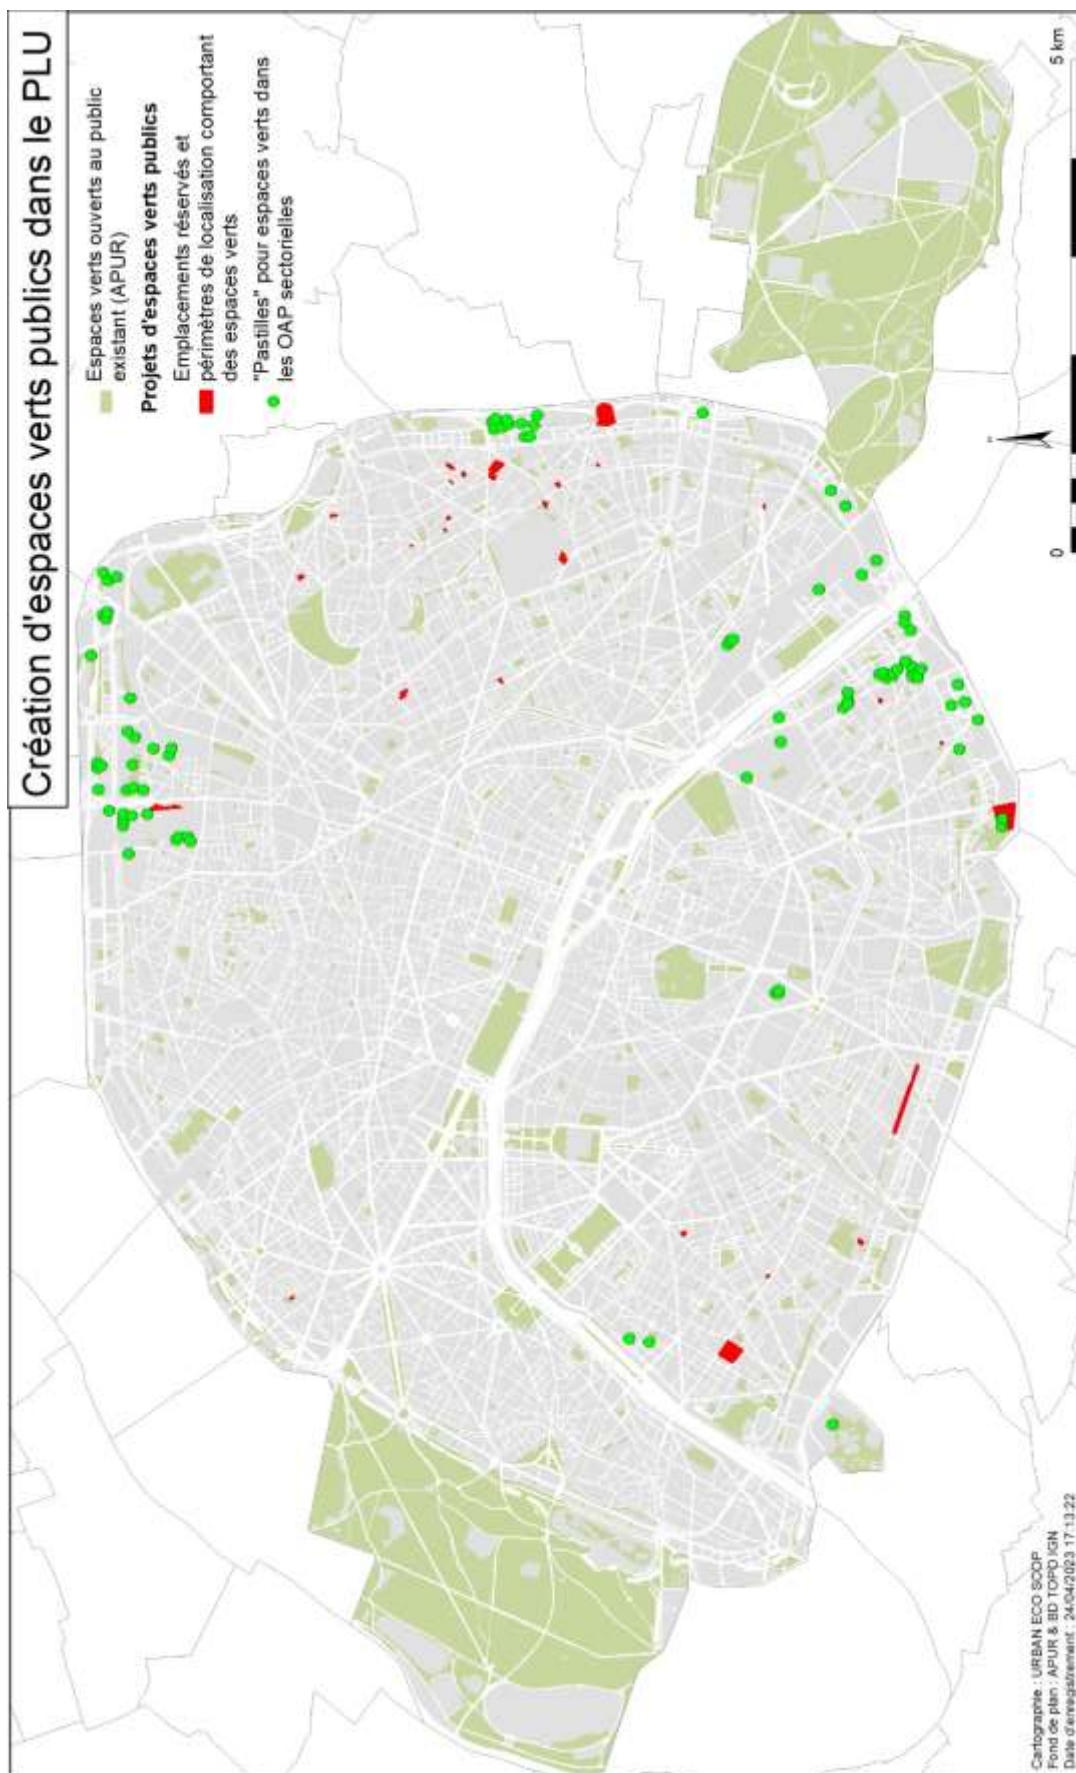 Création d'espaces verts publics dans le PLU
Espaces verts ouverts au public
existant (APUR)
Projets d'espaces verts publics
Emplacements réservés et
périmètres de localisation comportant
des espaces verts
"Pastilles" pour espaces verts dans
les OAP sectorielles
0
5 km
Cartographie : URBAN ECO SCOP
Fond de plan : APUR & BD TOPO IGN
Date d'enregistrement : 24/04/2023 17:13:22